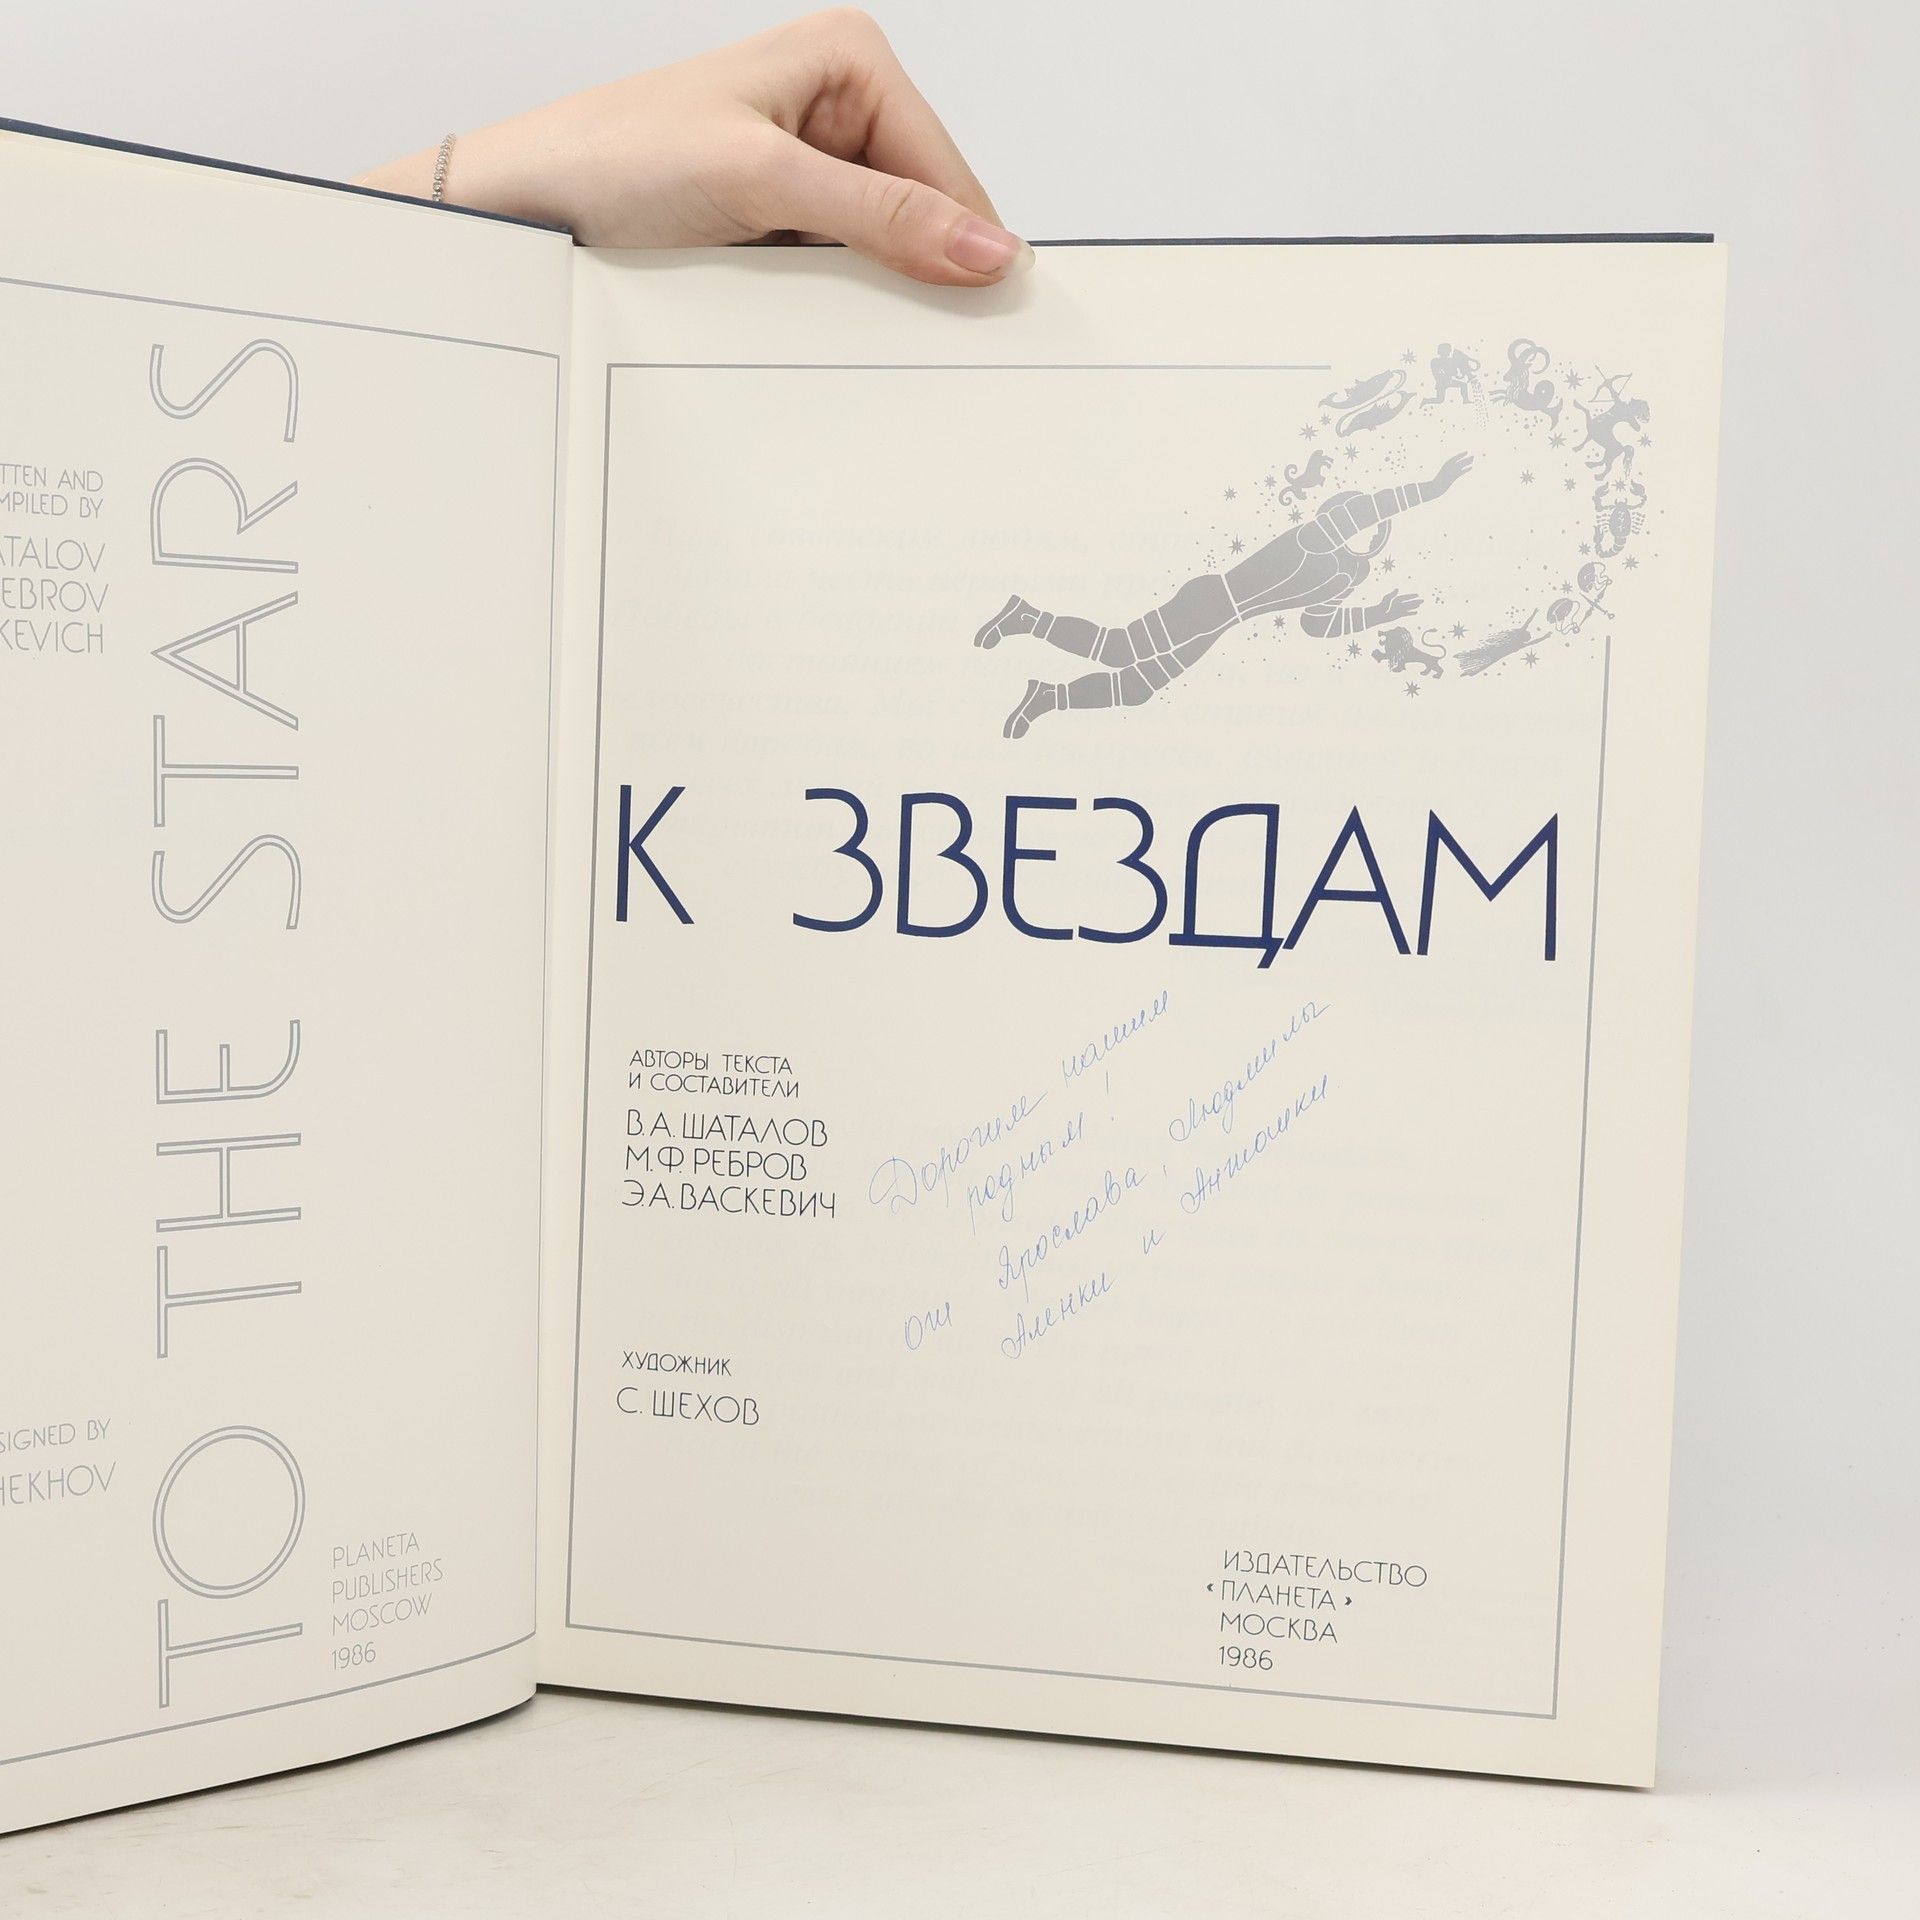 TTEN AND
MPILED BY
ATALOV
EBROV
KEVICH
TO THE STARS
SIGNED BY
HEKHOV
PLANETA
PUBLISHERS
MOSCOW
1986
К ЗВЕЗДАМ
АВТОРЫ ТЕКСТА
И СОСТАВИТЕЛИ
В.А.ШАТАЛОВ
М.Ф.РЕБРОВ
Э.А.ВАСКЕВИЧ
Дорогим нашим
родным!
от Ярослава, Людмилы
Аленки и Антошки.
ХУДОЖНИК
С. ШЕХОВ
ИЗДАТЕЛЬСТВО
«ПЛАНЕТА»
МОСКВА
1986